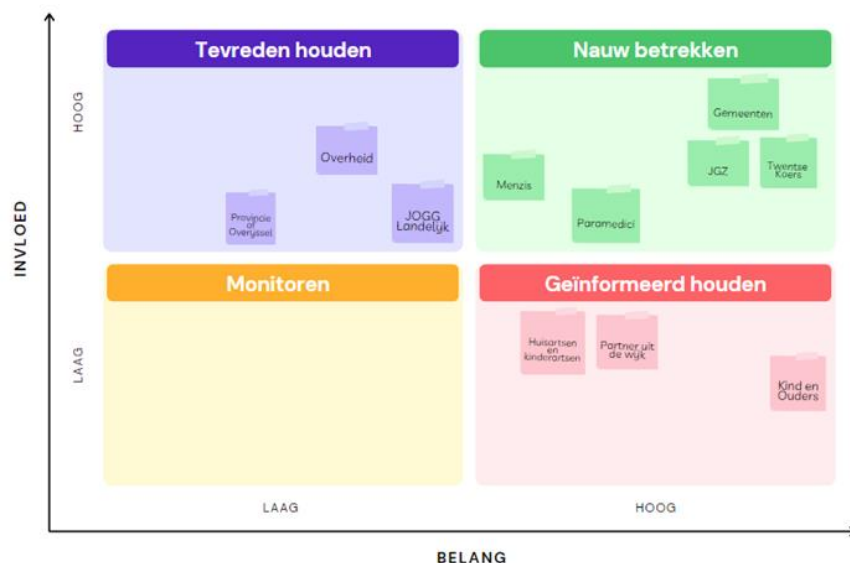 Tevreden houden
Nauw betrekken
HOOG
Gemeenten
Overheid
JGZ
Twentse
Koers
Menzis
Provincie
of
Overijssel
JOGG
Landelijk
Paramedici
INVLOED
Monitoren
Geïnformeerd houden
LAAG
Huisartsen
en
kinderartsen
Partner uit
de wijk
Kind en
Ouders
LAAG
HOOG
BELANG